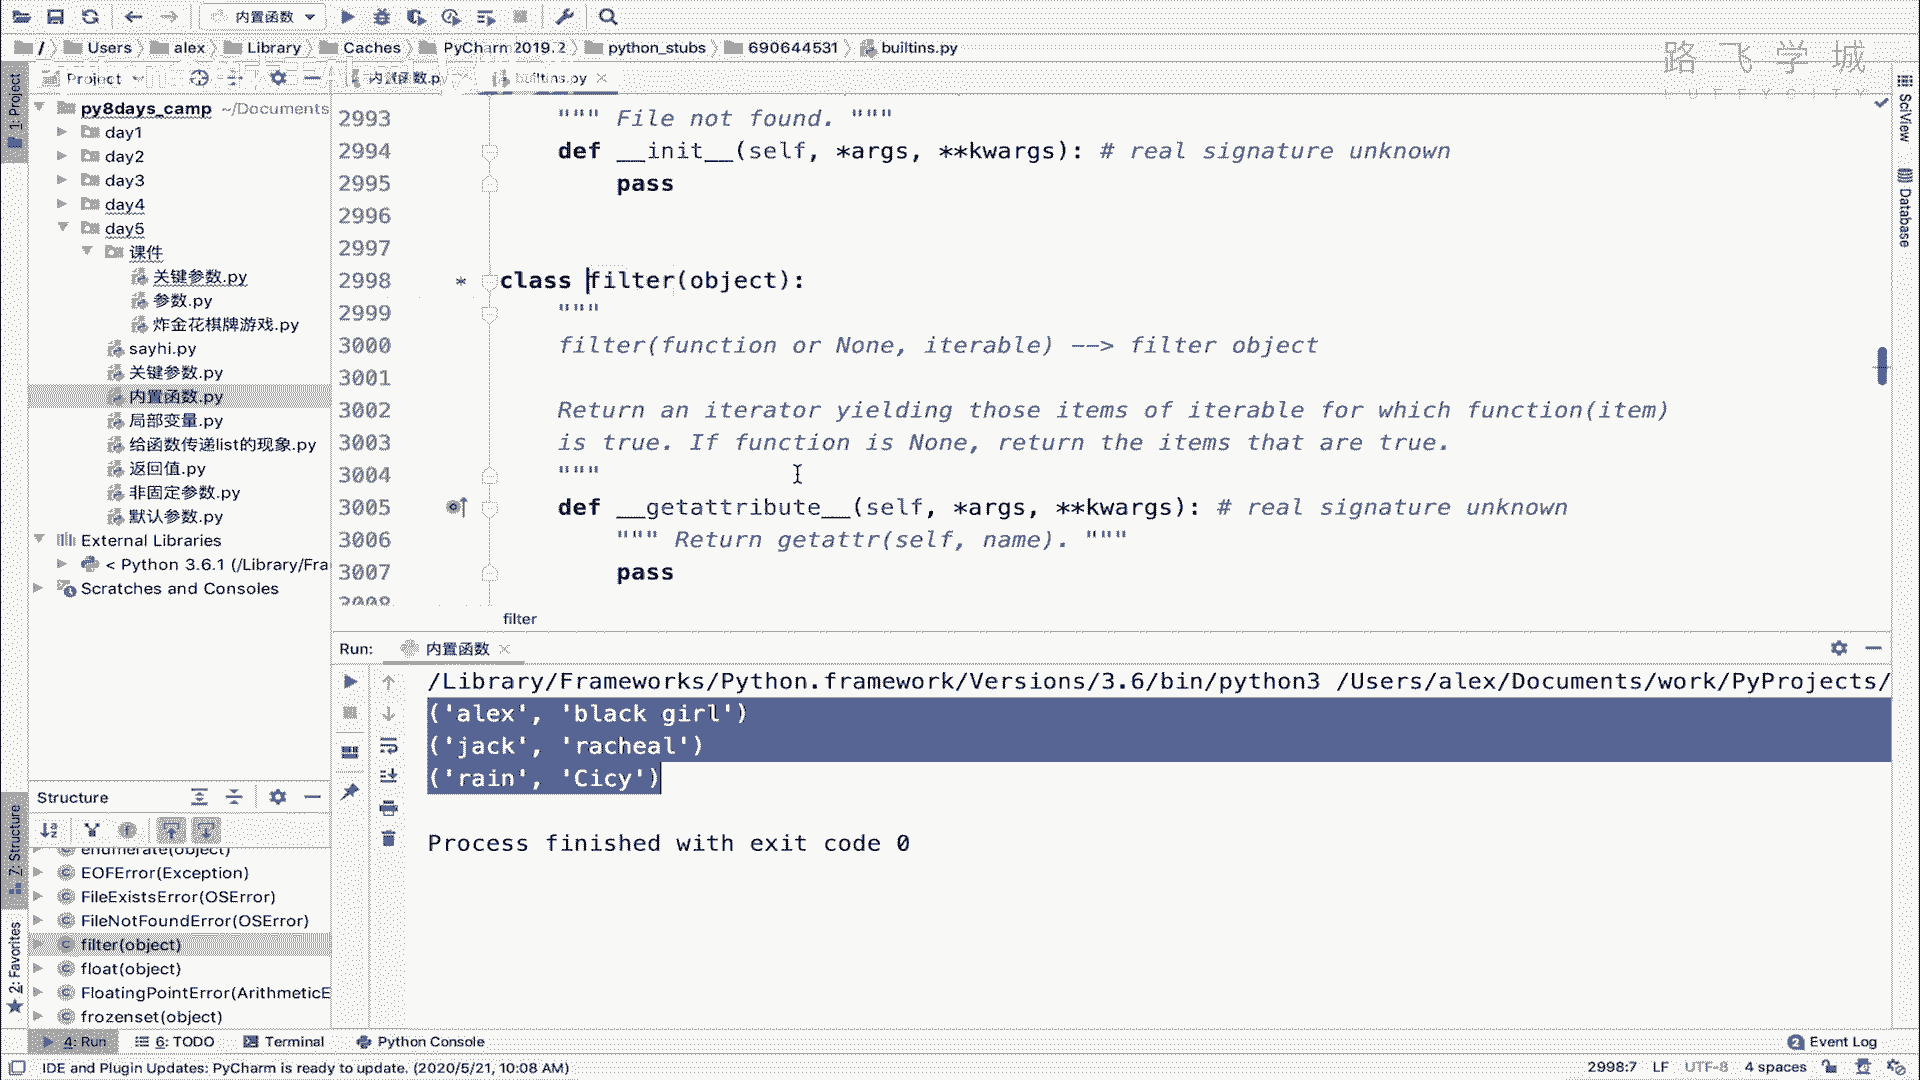 内置函数
/ Users alex Library Caches PyCharm 2019.2 python_stubs 690644531 builtins.py
路飞学城
LUFFYCITY
Project
内置函数.py
builtins.py
1: Project
py8days_camp ~/Documents
day1
day2
day3
day4
day5
课件
关键参数.py
参数.py
炸金花棋牌游戏.py
sayhi.py
关键参数.py
内置函数.py
局部变量.py
给函数传递list的现象.py
返回值.py
非固定参数.py
默认参数.py
External Libraries
< Python 3.6.1 (/Library/Fra
Scratches and Consoles
2993 """ File not found. """
2994 def __init__(self, *args, **kwargs): # real signature unknown
2995 pass
2996
2997
2998 * class filter(object):
2999 """
3000 filter(function or None, iterable) --> filter object
3001
3002 Return an iterator yielding those items of iterable for which function(item)
3003 is true. If function is None, return the items that are true.
3004 """
3005 def __getattribute__(self, *args, **kwargs): # real signature unknown
3006 """ Return getattr(self, name). """
3007 pass
3008
filter
SciView
Database
Run: 内置函数
/Library/Frameworks/Python.framework/Versions/3.6/bin/python3 /Users/alex/Documents/work/PyProjects/
('alex', 'black girl')
('jack', 'racheal')
('rain', 'Cicy')
Process finished with exit code 0
7: Structure
2: Favorites
Structure
enumerate(object)
EOFError(Exception)
FileExistsError(OSError)
FileNotFoundError(OSError)
filter(object)
float(object)
FloatingPointError(ArithmeticE
frozenset(object)
4: Run 6: TODO Terminal Python Console 2 Event Log
IDE and Plugin Updates: PyCharm is ready to update. (2020/5/21, 10:08 AM) 2998:7 LF UTF-8 4 spaces